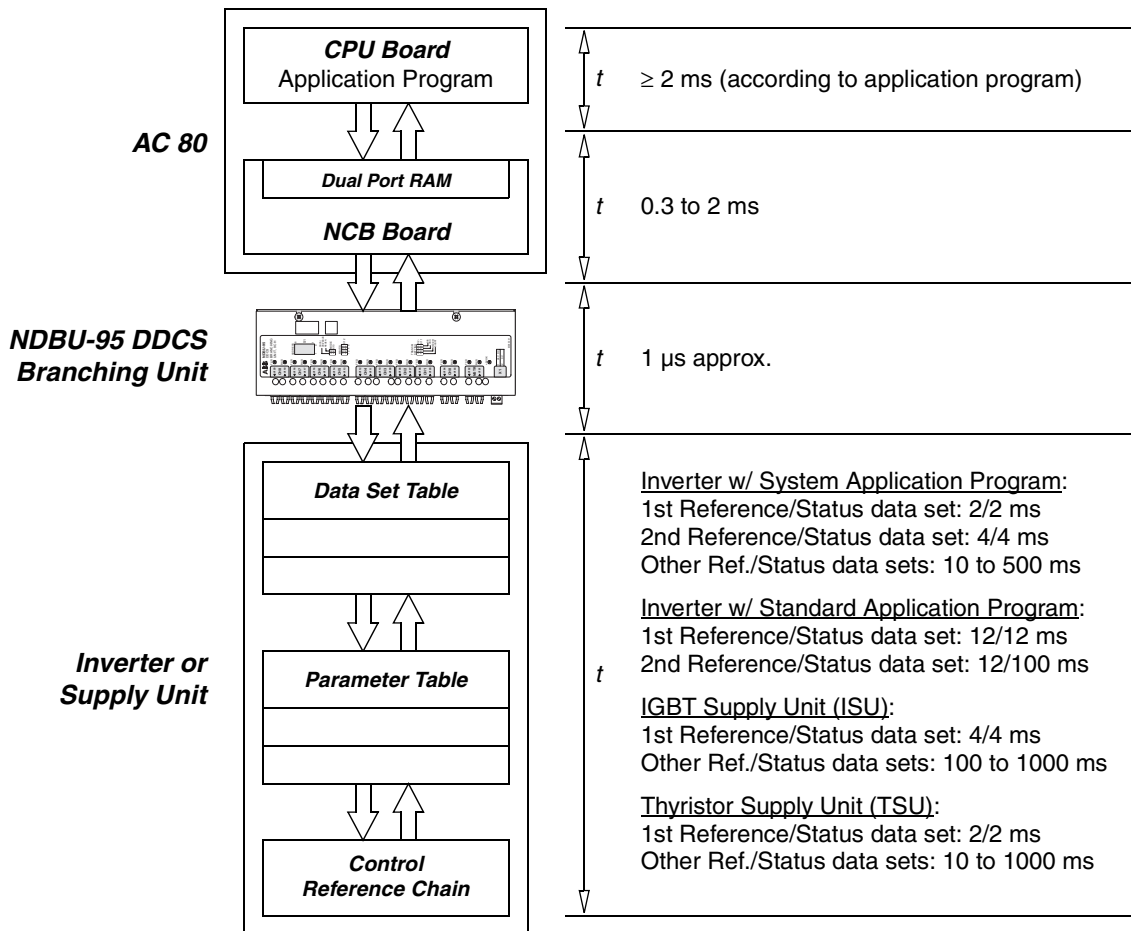 CPU Board
Application Program
t ≥ 2 ms (according to application program)
AC 80
Dual Port RAM
t 0.3 to 2 ms
NCB Board
NDBU-95 DDCS
Branching Unit
ABB
t 1 µs approx.
Data Set Table
Inverter or
Supply Unit
Parameter Table
Control
Reference Chain
t
Inverter w/ System Application Program:
1st Reference/Status data set: 2/2 ms
2nd Reference/Status data set: 4/4 ms
Other Ref./Status data sets: 10 to 500 ms
Inverter w/ Standard Application Program:
1st Reference/Status data set: 12/12 ms
2nd Reference/Status data set: 12/100 ms
IGBT Supply Unit (ISU):
1st Reference/Status data set: 4/4 ms
Other Ref./Status data sets: 100 to 1000 ms
Thyristor Supply Unit (TSU):
1st Reference/Status data set: 2/2 ms
Other Ref./Status data sets: 10 to 1000 ms